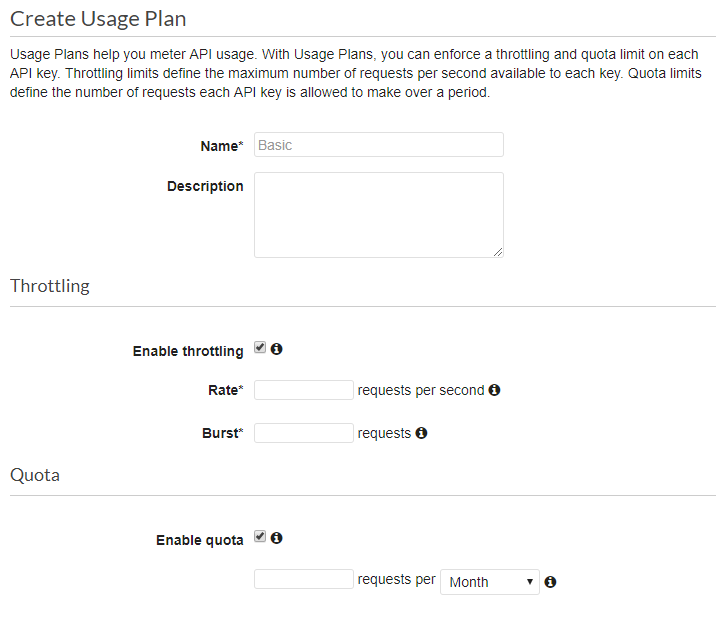 Create Usage Plan
Usage Plans help you meter API usage. With Usage Plans, you can enforce a throttling and quota limit on each
API key. Throttling limits define the maximum number of requests per second available to each key. Quota limits
define the number of requests each API key is allowed to make over a period.
Name* Basic
Description
Throttling
Enable throttling
Rate* requests per second
Burst* requests
Quota
Enable quota
requests per Month